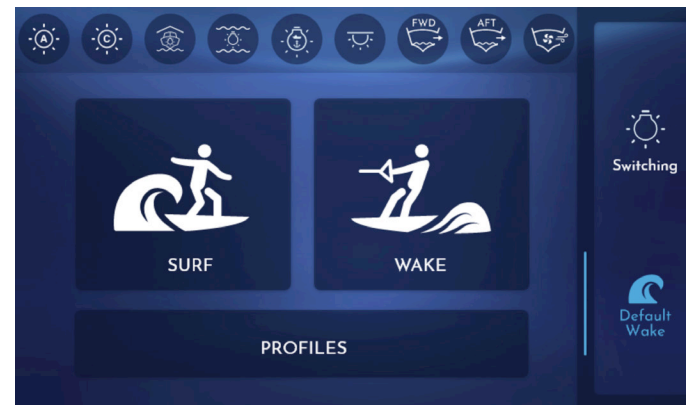 A
C
FWD
AFT
SURF
WAKE
PROFILES
Switching
Default
Wake